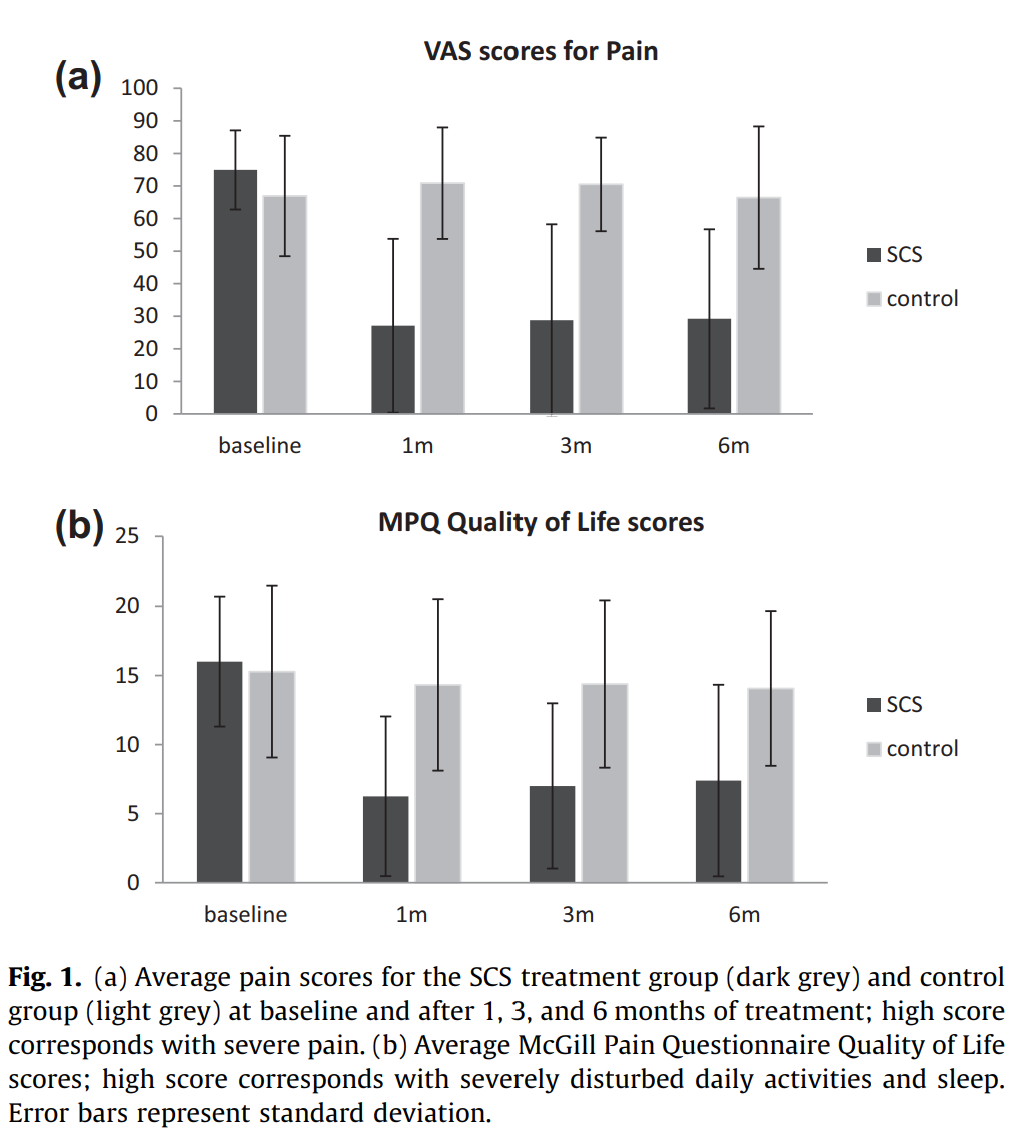 VAS scores for Pain
(a)
100
90
80
70
60
50
40
30
20
10
0
baseline 1m 3m 6m
SCS
control
MPQ Quality of Life scores
(b)
25
20
15
10
5
0
baseline 1m 3m 6m
SCS
control
Fig. 1. (a) Average pain scores for the SCS treatment group (dark grey) and control
group (light grey) at baseline and after 1, 3, and 6 months of treatment; high score
corresponds with severe pain. (b) Average McGill Pain Questionnaire Quality of Life
scores; high score corresponds with severely disturbed daily activities and sleep.
Error bars represent standard deviation.